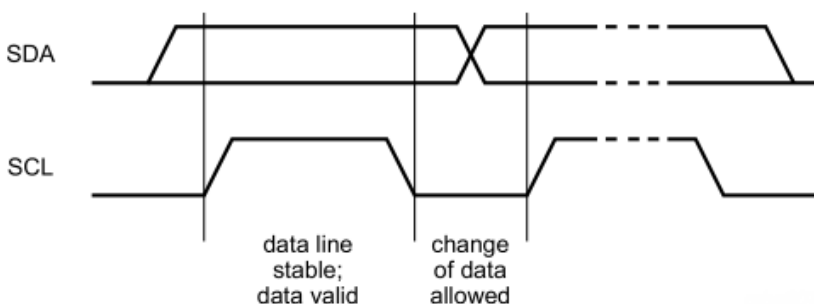 SDA
SCL
data line
stable;
data valid
change
of data
allowed